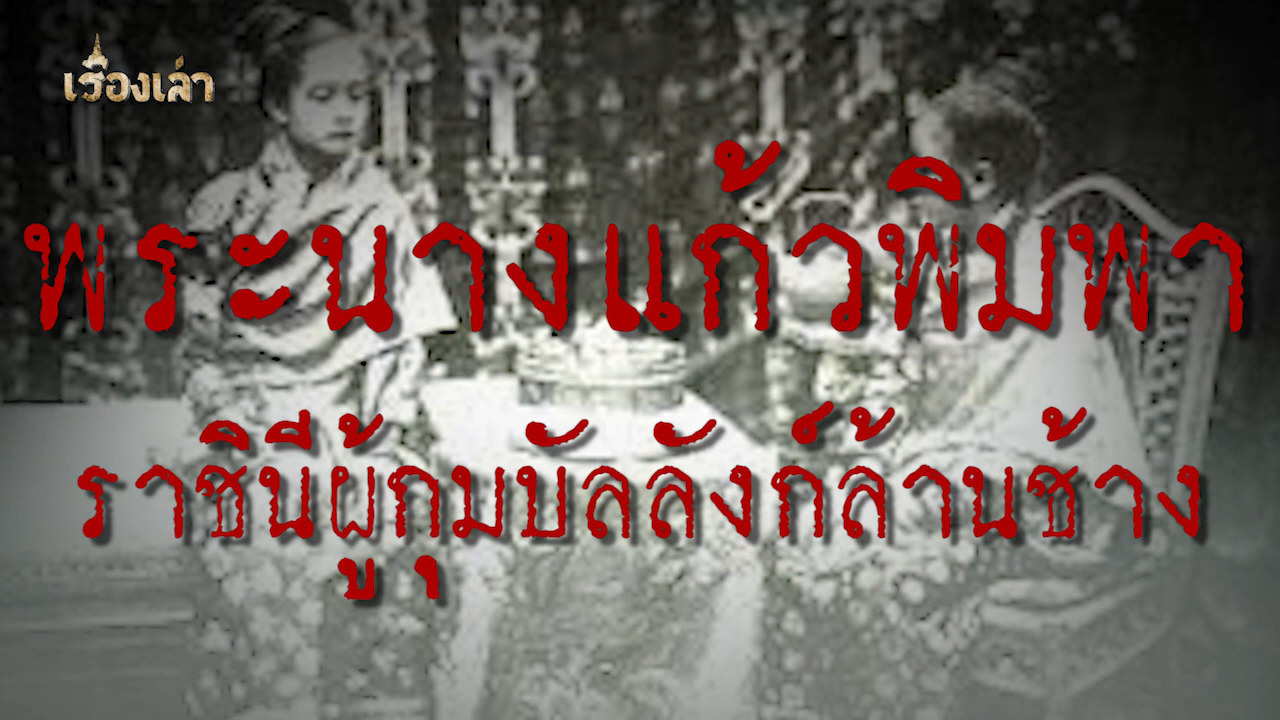 เรื่องเล่า
พระนางแก้วพิมพา
ราชินีผู้กุมบัลลังก์ล้านช้าง